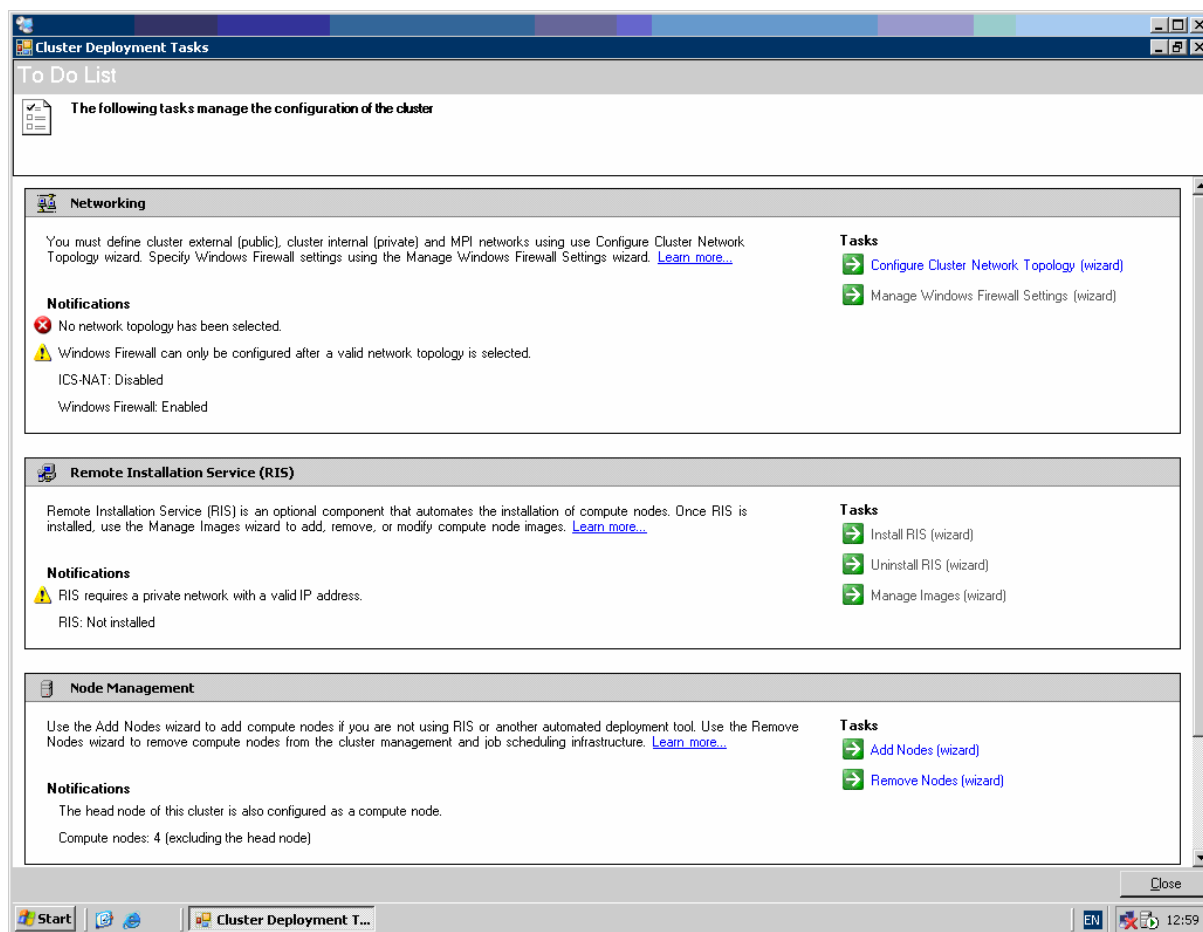 Cluster Deployment Tasks
To Do List
The following tasks manage the configuration of the cluster
Networking
You must define cluster external (public), cluster internal (private) and MPI networks using use Configure Cluster Network
Topology wizard. Specify Windows Firewall settings using the Manage Windows Firewall Settings wizard. Learn more...
Tasks
Configure Cluster Network Topology (wizard)
Manage Windows Firewall Settings (wizard)
Notifications
No network topology has been selected.
Windows Firewall can only be configured after a valid network topology is selected.
ICS-NAT: Disabled
Windows Firewall: Enabled
Remote Installation Service (RIS)
Remote Installation Service (RIS) is an optional component that automates the installation of compute nodes. Once RIS is
installed, use the Manage Images wizard to add, remove, or modify compute node images. Learn more...
Tasks
Install RIS (wizard)
Uninstall RIS (wizard)
Manage Images (wizard)
Notifications
RIS requires a private network with a valid IP address.
RIS: Not installed
Node Management
Use the Add Nodes wizard to add compute nodes if you are not using RIS or another automated deployment tool. Use the Remove
Nodes wizard to remove compute nodes from the cluster management and job scheduling infrastructure. Learn more...
Tasks
Add Nodes (wizard)
Remove Nodes (wizard)
Notifications
The head node of this cluster is also configured as a compute node.
Compute nodes: 4 (excluding the head node)
Close
Start
Cluster Deployment T...
EN
12:59